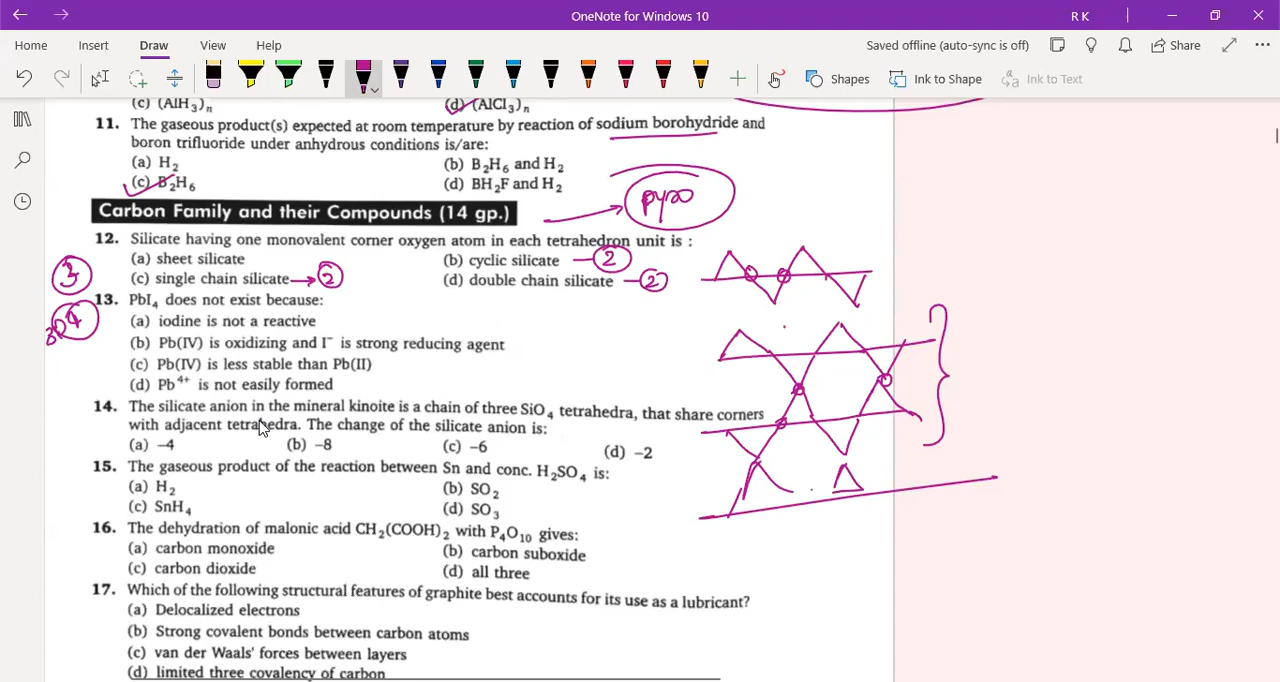 OneNote for Windows 10
R K
Home Insert Draw View Help
Saved offline (auto-sync is off)
Share
Shapes
Ink to Shape
Ink to Text
(c) (AlH3)n (d) (AlCl3)n
11. The gaseous product(s) expected at room temperature by reaction of sodium borohydride and
boron trifluoride under anhydrous conditions is/are:
(a) H2 (b) B2H6 and H2
(c) B2H6 (d) BH2F and H2
pyro
Carbon Family and their Compounds (14 gp.)
12. Silicate having one monovalent corner oxygen atom in each tetrahedron unit is :
(a) sheet silicate (b) cyclic silicate 2
3 (c) single chain silicate 2 (d) double chain silicate 2
13. PbI4 does not exist because:
(a) iodine is not a reactive
(b) Pb(IV) is oxidizing and I− is strong reducing agent
(c) Pb(IV) is less stable than Pb(II)
(d) Pb4+ is not easily formed
14. The silicate anion in the mineral kinoite is a chain of three SiO4 tetrahedra, that share corners
with adjacent tetrahedra. The change of the silicate anion is:
(a) −4 (b) −8 (c) −6 (d) −2
15. The gaseous product of the reaction between Sn and conc. H2SO4 is:
(a) H2 (b) SO2
(c) SnH4 (d) SO3
16. The dehydration of malonic acid CH2(COOH)2 with P4O10 gives:
(a) carbon monoxide (b) carbon suboxide
(c) carbon dioxide (d) all three
17. Which of the following structural features of graphite best accounts for its use as a lubricant?
(a) Delocalized electrons
(b) Strong covalent bonds between carbon atoms
(c) van der Waals' forces between layers
(d) limited three covalency of carbon